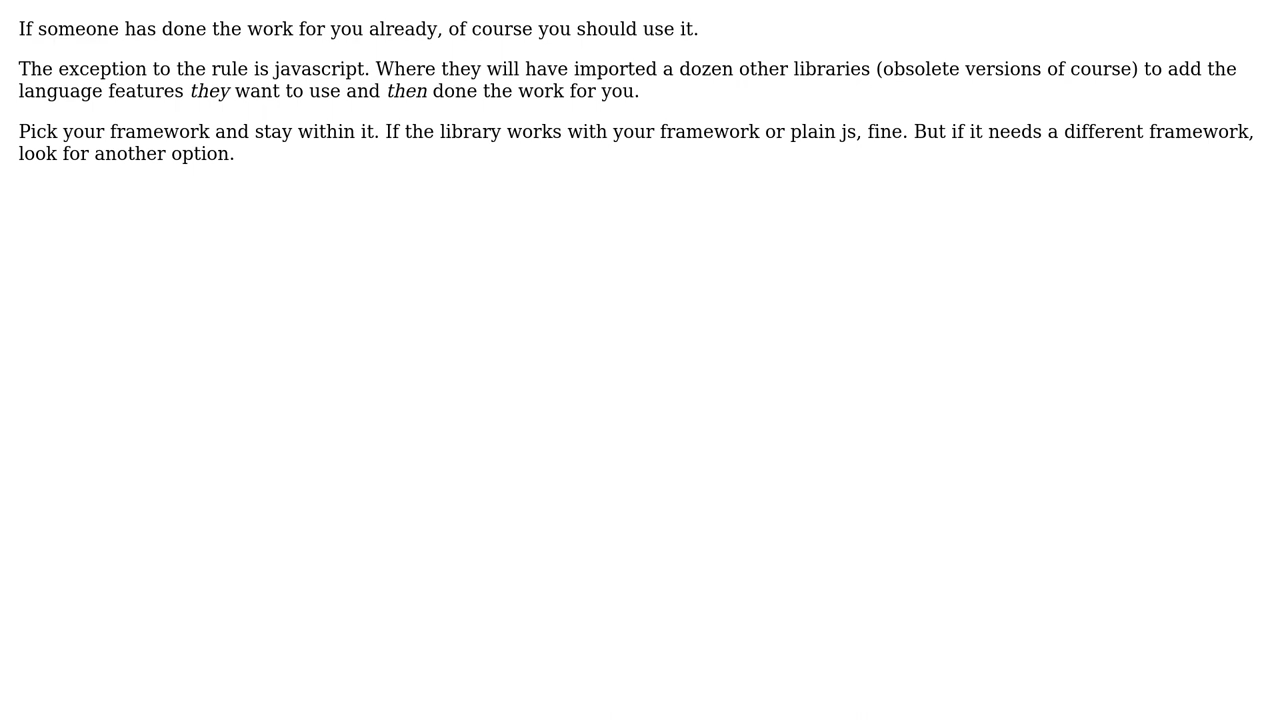 If someone has done the work for you already, of course you should use it.
The exception to the rule is javascript. Where they will have imported a dozen other libraries (obsolete versions of course) to add the
language features they want to use and then done the work for you.
Pick your framework and stay within it. If the library works with your framework or plain js, fine. But if it needs a different framework,
look for another option.